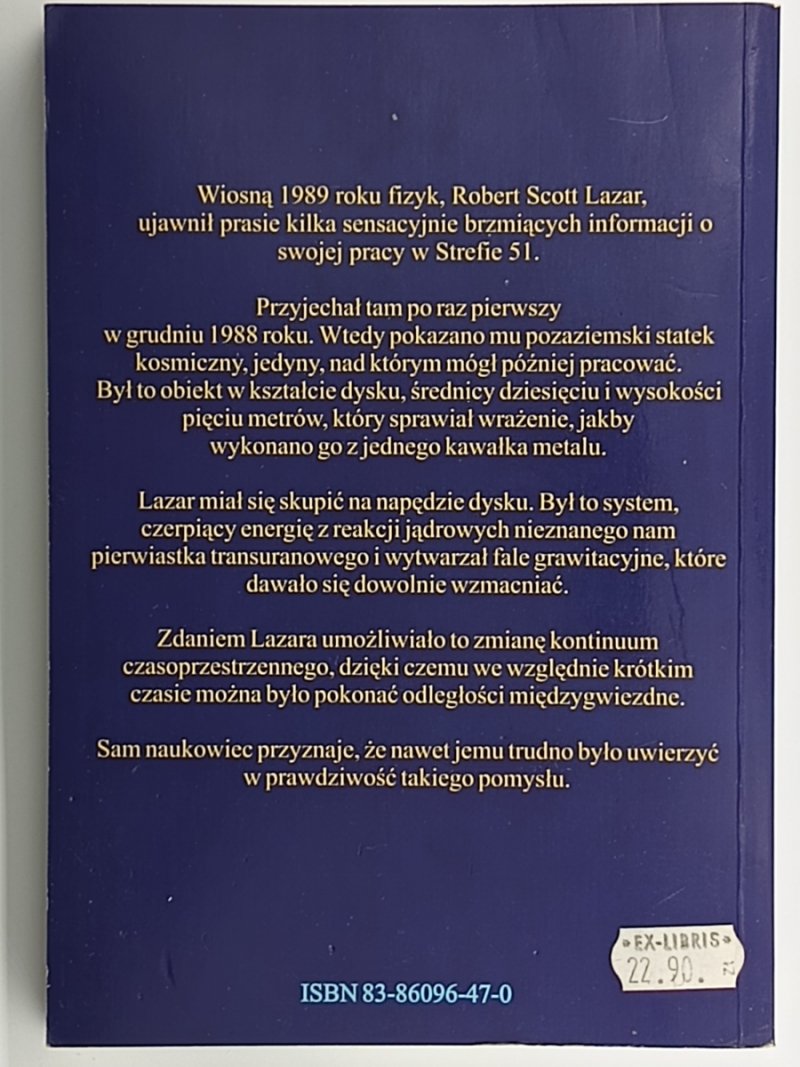 Wiosną 1989 roku fizyk, Robert Scott Lazar,
ujawnił prasie kilka sensacyjnie brzmiących informacji o
swojej pracy w Strefie 51.
Przyjechał tam po raz pierwszy
w grudniu 1988 roku. Wtedy pokazano mu pozaziemski statek
kosmiczny, jedyny, nad którym mógł później pracować.
Był to obiekt w kształcie dysku, średnicy dziesięciu i wysokości
pięciu metrów, który sprawiał wrażenie, jakby
wykonano go z jednego kawałka metalu.
Lazar miał się skupić na napędzie dysku. Był to system,
czerpiący energię z reakcji jądrowych nieznanego nam
pierwiastka transuranowego i wytwarzał fale grawitacyjne, które
dawało się dowolnie wzmacniać.
Zdaniem Lazara umożliwiało to zmianę kontinuum
czasoprzestrzennego, dzięki czemu we względnie krótkim
czasie można było pokonać odległości międzygwiezdne.
Sam naukowiec przyznaje, że nawet jemu trudno było uwierzyć
w prawdziwość takiego pomysłu.
EX-LIBRIS
22.90.
ISBN 83-86096-47-0